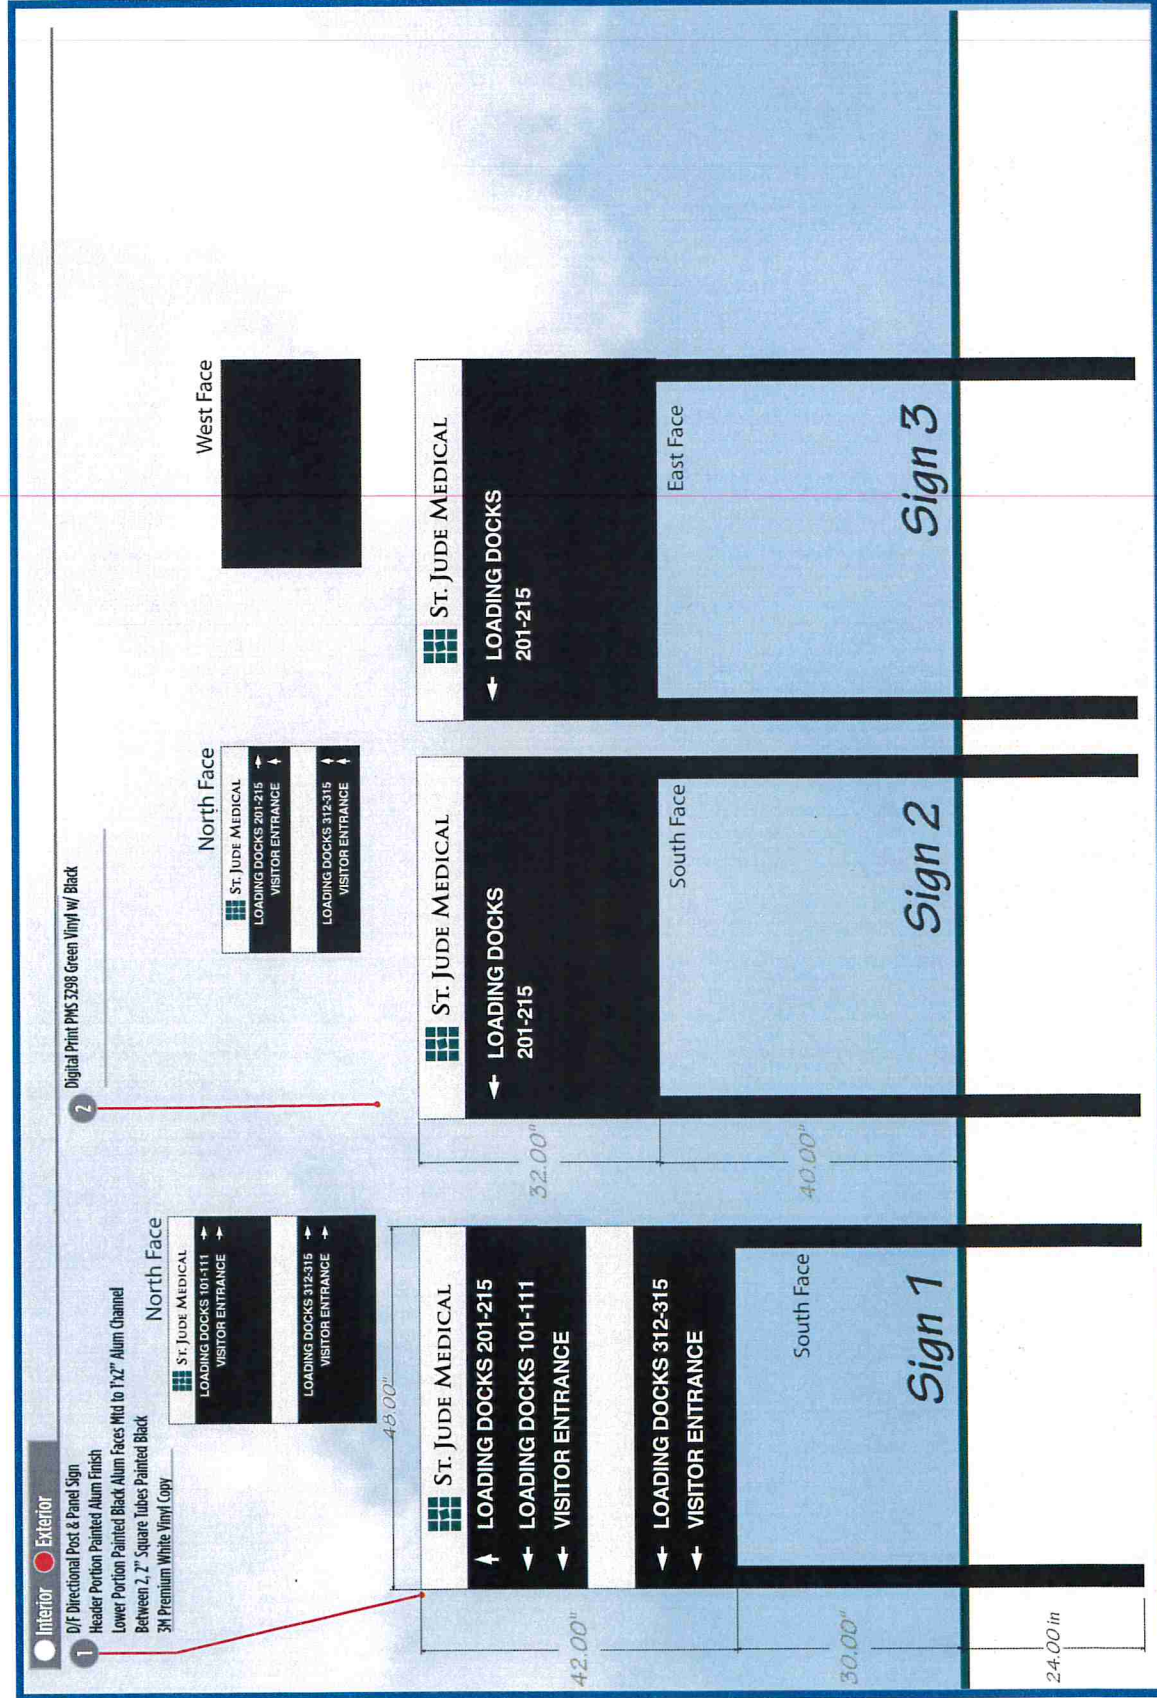 Interior Exterior
1
D/F Directional Post & Panel Sign
Header Portion Painted Alum Finish
Lower Portion Painted Black Alum Faces Mtd to 1"x2" Alum Channel
Between 2, 2" Square Tubes Painted Black
3M Premium White Vinyl Copy
2
Digital Print PMS 3298 Green Vinyl w/ Black
North Face
ST. JUDE MEDICAL
LOADING DOCKS 101-111 →
VISITOR ENTRANCE →
LOADING DOCKS 312-315 →
VISITOR ENTRANCE →
North Face
ST. JUDE MEDICAL
LOADING DOCKS 201-215 →
VISITOR ENTRANCE ↑
LOADING DOCKS 312-315 ↑
VISITOR ENTRANCE ↑
West Face
48.00"
42.00"
30.00"
24.00 in
ST. JUDE MEDICAL
↑ LOADING DOCKS 201-215
← LOADING DOCKS 101-111
← VISITOR ENTRANCE
← LOADING DOCKS 312-315
← VISITOR ENTRANCE
South Face
Sign 1
32.00"
40.00"
ST. JUDE MEDICAL
← LOADING DOCKS
201-215
South Face
Sign 2
ST. JUDE MEDICAL
← LOADING DOCKS
201-215
East Face
Sign 3